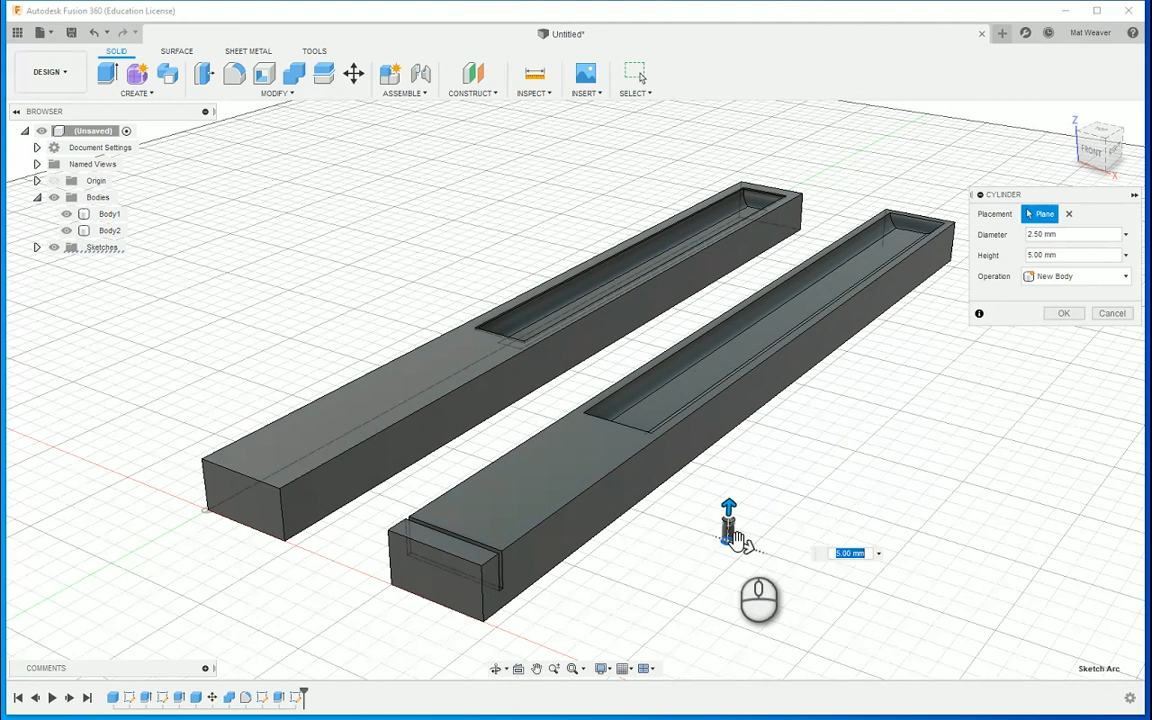 Autodesk Fusion 360 (Education License)
Untitled*
Mat Weaver
DESIGN
SOLID
SURFACE
SHEET METAL
TOOLS
CREATE
MODIFY
ASSEMBLE
CONSTRUCT
INSPECT
INSERT
SELECT
BROWSER
(Unsaved)
Document Settings
Named Views
Origin
Bodies
Body1
Body2
Sketches
Z
FRONT
X
CYLINDER
Placement
Plane
Diameter
2.50 mm
Height
5.00 mm
Operation
New Body
OK
Cancel
5.00 mm
COMMENTS
Sketch Arc